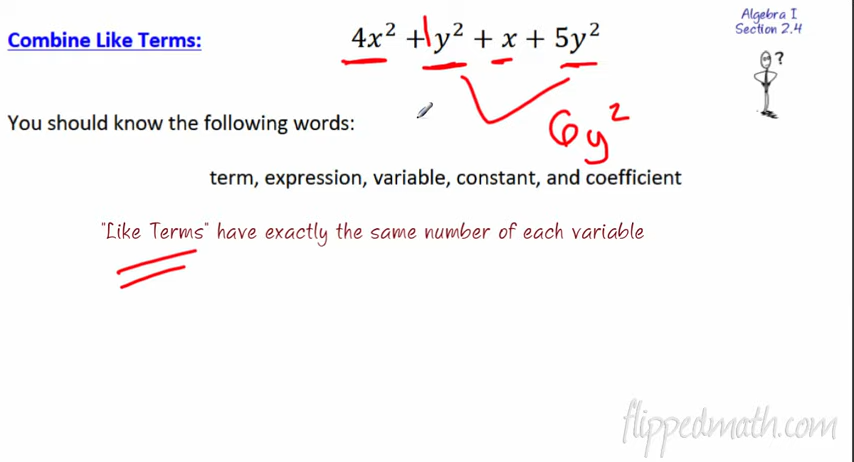 Algebra I
Section 2.4
Combine Like Terms: 4x² + 1y² + x + 5y²
?
6y²
You should know the following words:
term, expression, variable, constant, and coefficient
"Like Terms" have exactly the same number of each variable
flippedmath.com